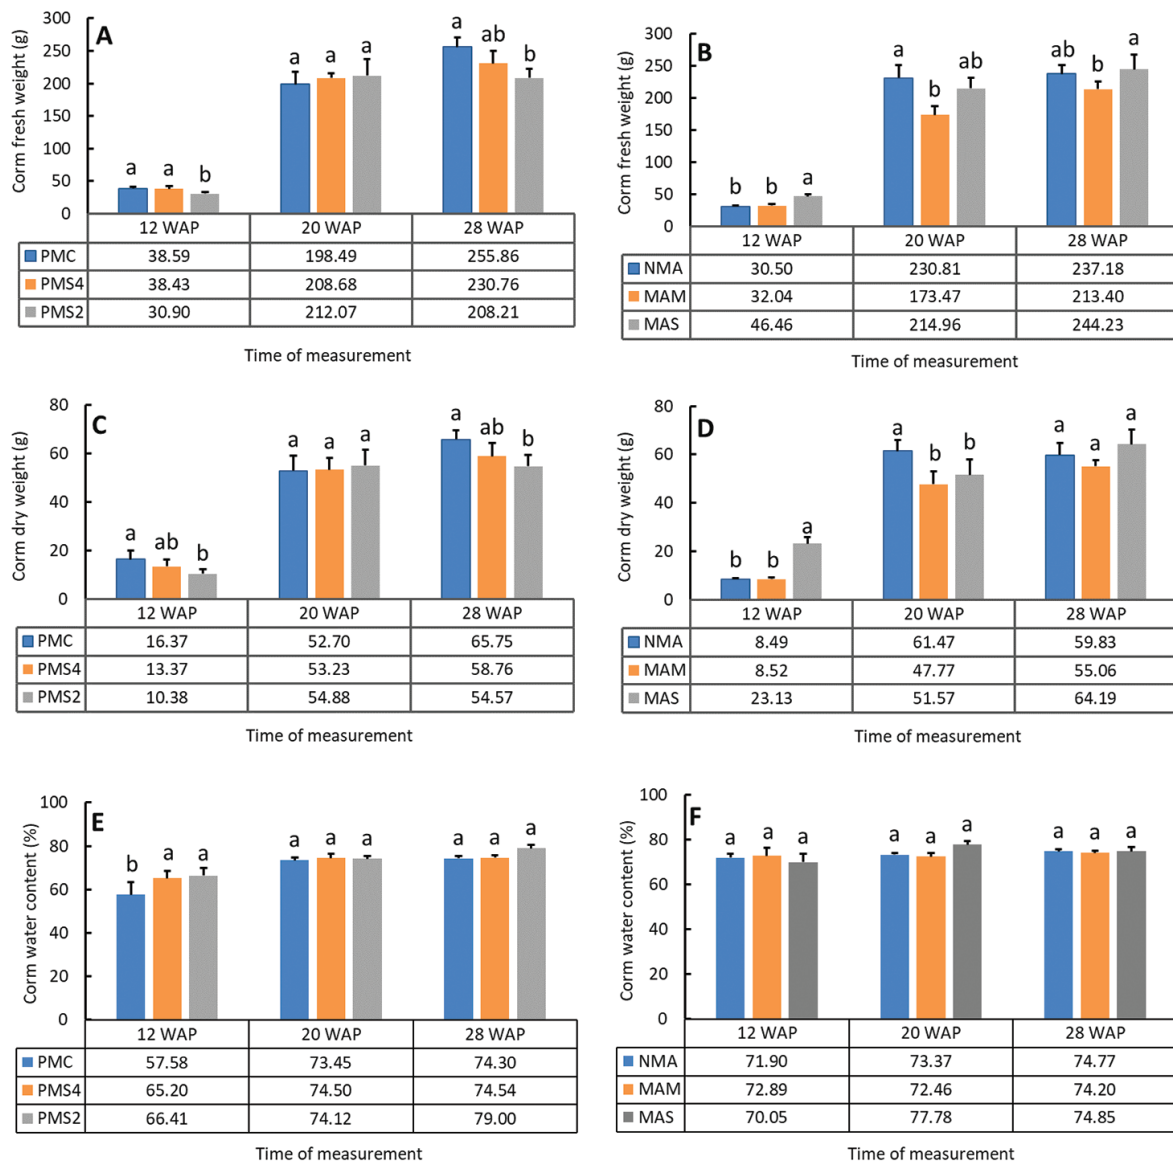 A
Corm fresh weight (g)
300
250
200
150
100
50
0
a a b
a a a
a ab b
12 WAP 20 WAP 28 WAP
PMC 38.59 198.49 255.86
PMS4 38.43 208.68 230.76
PMS2 30.90 212.07 208.21
Time of measurement
B
Corm fresh weight (g)
300
250
200
150
100
50
0
b b a
a b ab
ab b a
12 WAP 20 WAP 28 WAP
NMA 30.50 230.81 237.18
MAM 32.04 173.47 213.40
MAS 46.46 214.96 244.23
Time of measurement
C
Corm dry weight (g)
80
60
40
20
0
a ab b
a a a
a ab b
12 WAP 20 WAP 28 WAP
PMC 16.37 52.70 65.75
PMS4 13.37 53.23 58.76
PMS2 10.38 54.88 54.57
Time of measurement
D
Corm dry weight (g)
80
60
40
20
0
b b a
a b b
a a a
12 WAP 20 WAP 28 WAP
NMA 8.49 61.47 59.83
MAM 8.52 47.77 55.06
MAS 23.13 51.57 64.19
Time of measurement
E
Corm water content (%)
100
80
60
40
20
0
b a a
a a a
a a a
12 WAP 20 WAP 28 WAP
PMC 57.58 73.45 74.30
PMS4 65.20 74.50 74.54
PMS2 66.41 74.12 79.00
Time of measurement
F
Corm water content (%)
100
80
60
40
20
0
a a a
a a a
a a a
12 WAP 20 WAP 28 WAP
NMA 71.90 73.37 74.77
MAM 72.89 72.46 74.20
MAS 70.05 77.78 74.85
Time of measurement